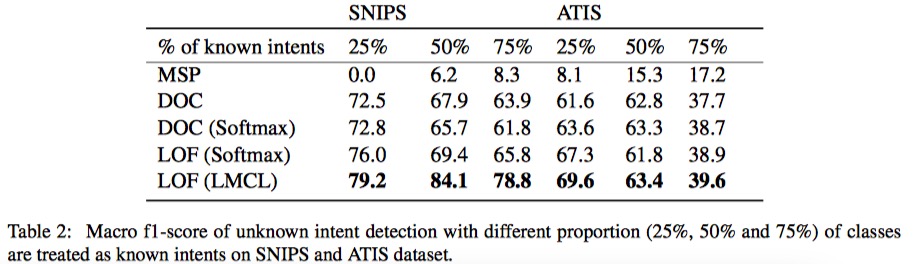 SNIPS ATIS
% of known intents 25% 50% 75% 25% 50% 75%
MSP 0.0 6.2 8.3 8.1 15.3 17.2
DOC 72.5 67.9 63.9 61.6 62.8 37.7
DOC (Softmax) 72.8 65.7 61.8 63.6 63.3 38.7
LOF (Softmax) 76.0 69.4 65.8 67.3 61.8 38.9
LOF (LMCL) 79.2 84.1 78.8 69.6 63.4 39.6
Table 2: Macro f1-score of unknown intent detection with different proportion (25%, 50% and 75%) of classes
are treated as known intents on SNIPS and ATIS dataset.